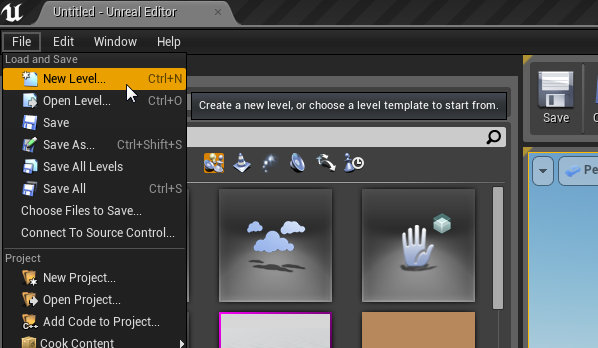 Untitled - Unreal Editor
File Edit Window Help
Load and Save
New Level... Ctrl+N
Open Level... Ctrl+O
Create a new level, or choose a level template to start from.
Save
Save As... Ctrl+Shift+S
Save All Levels
Save All Ctrl+S
Choose Files to Save...
Connect To Source Control...
Project
New Project...
Open Project...
Add Code to Project...
Cook Content
Save